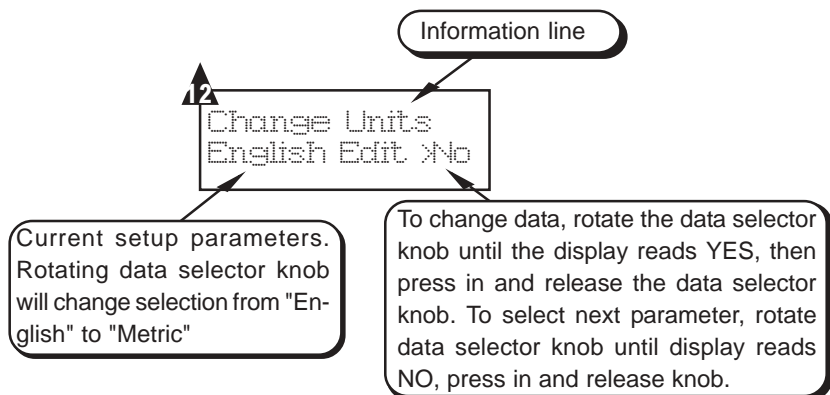 Information line
12
Change Units
English Edit >No
Current setup parameters.
Rotating data selector knob
will change selection from "En-
glish" to "Metric"
To change data, rotate the data selector
knob until the display reads YES, then
press in and release the data selector
knob. To select next parameter, rotate
data selector knob until display reads
NO, press in and release knob.